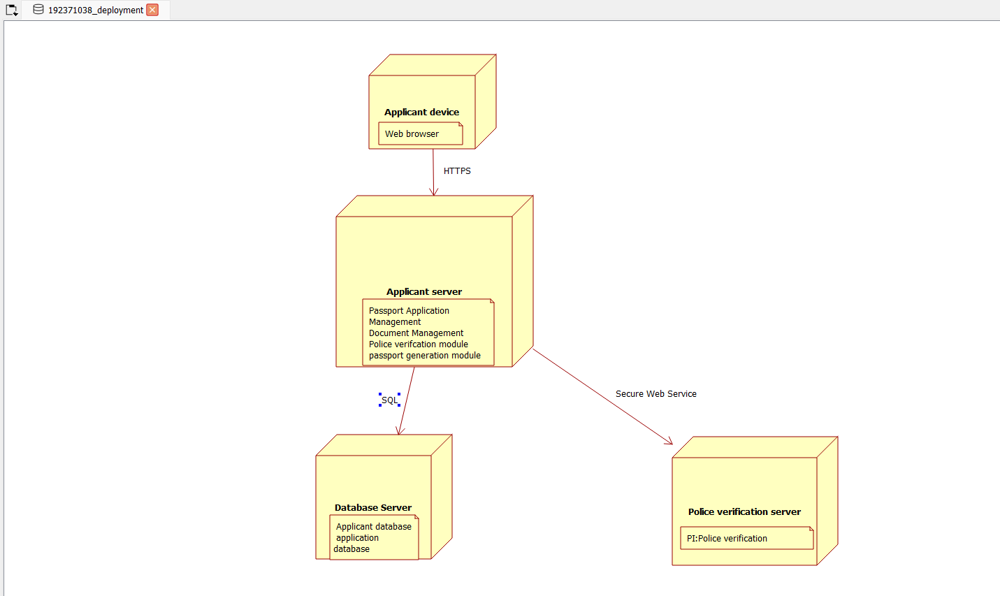 192371038_deployment
Applicant device
Web browser
HTTPS
Applicant server
Passport Application
Management
Document Management
Police verifcation module
passport generation module
SQL
Secure Web Service
Database Server
Applicant database
application
database
Police verification server
PI:Police verification